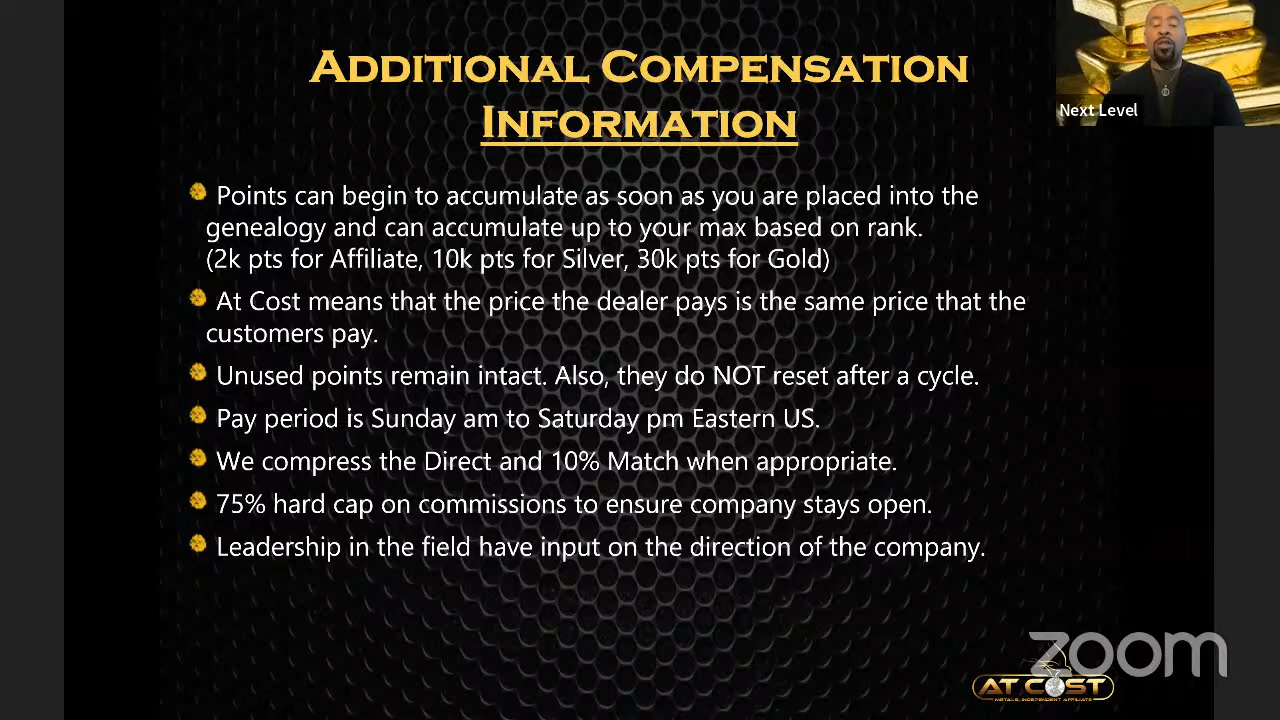 ADDITIONAL COMPENSATION
INFORMATION
Next Level
Points can begin to accumulate as soon as you are placed into the
genealogy and can accumulate up to your max based on rank.
(2k pts for Affiliate, 10k pts for Silver, 30k pts for Gold)
At Cost means that the price the dealer pays is the same price that the
customers pay.
Unused points remain intact. Also, they do NOT reset after a cycle.
Pay period is Sunday am to Saturday pm Eastern US.
We compress the Direct and 10% Match when appropriate.
75% hard cap on commissions to ensure company stays open.
Leadership in the field have input on the direction of the company.
zoom
AT COST
METALS, INDEPENDENT AFFILIATE